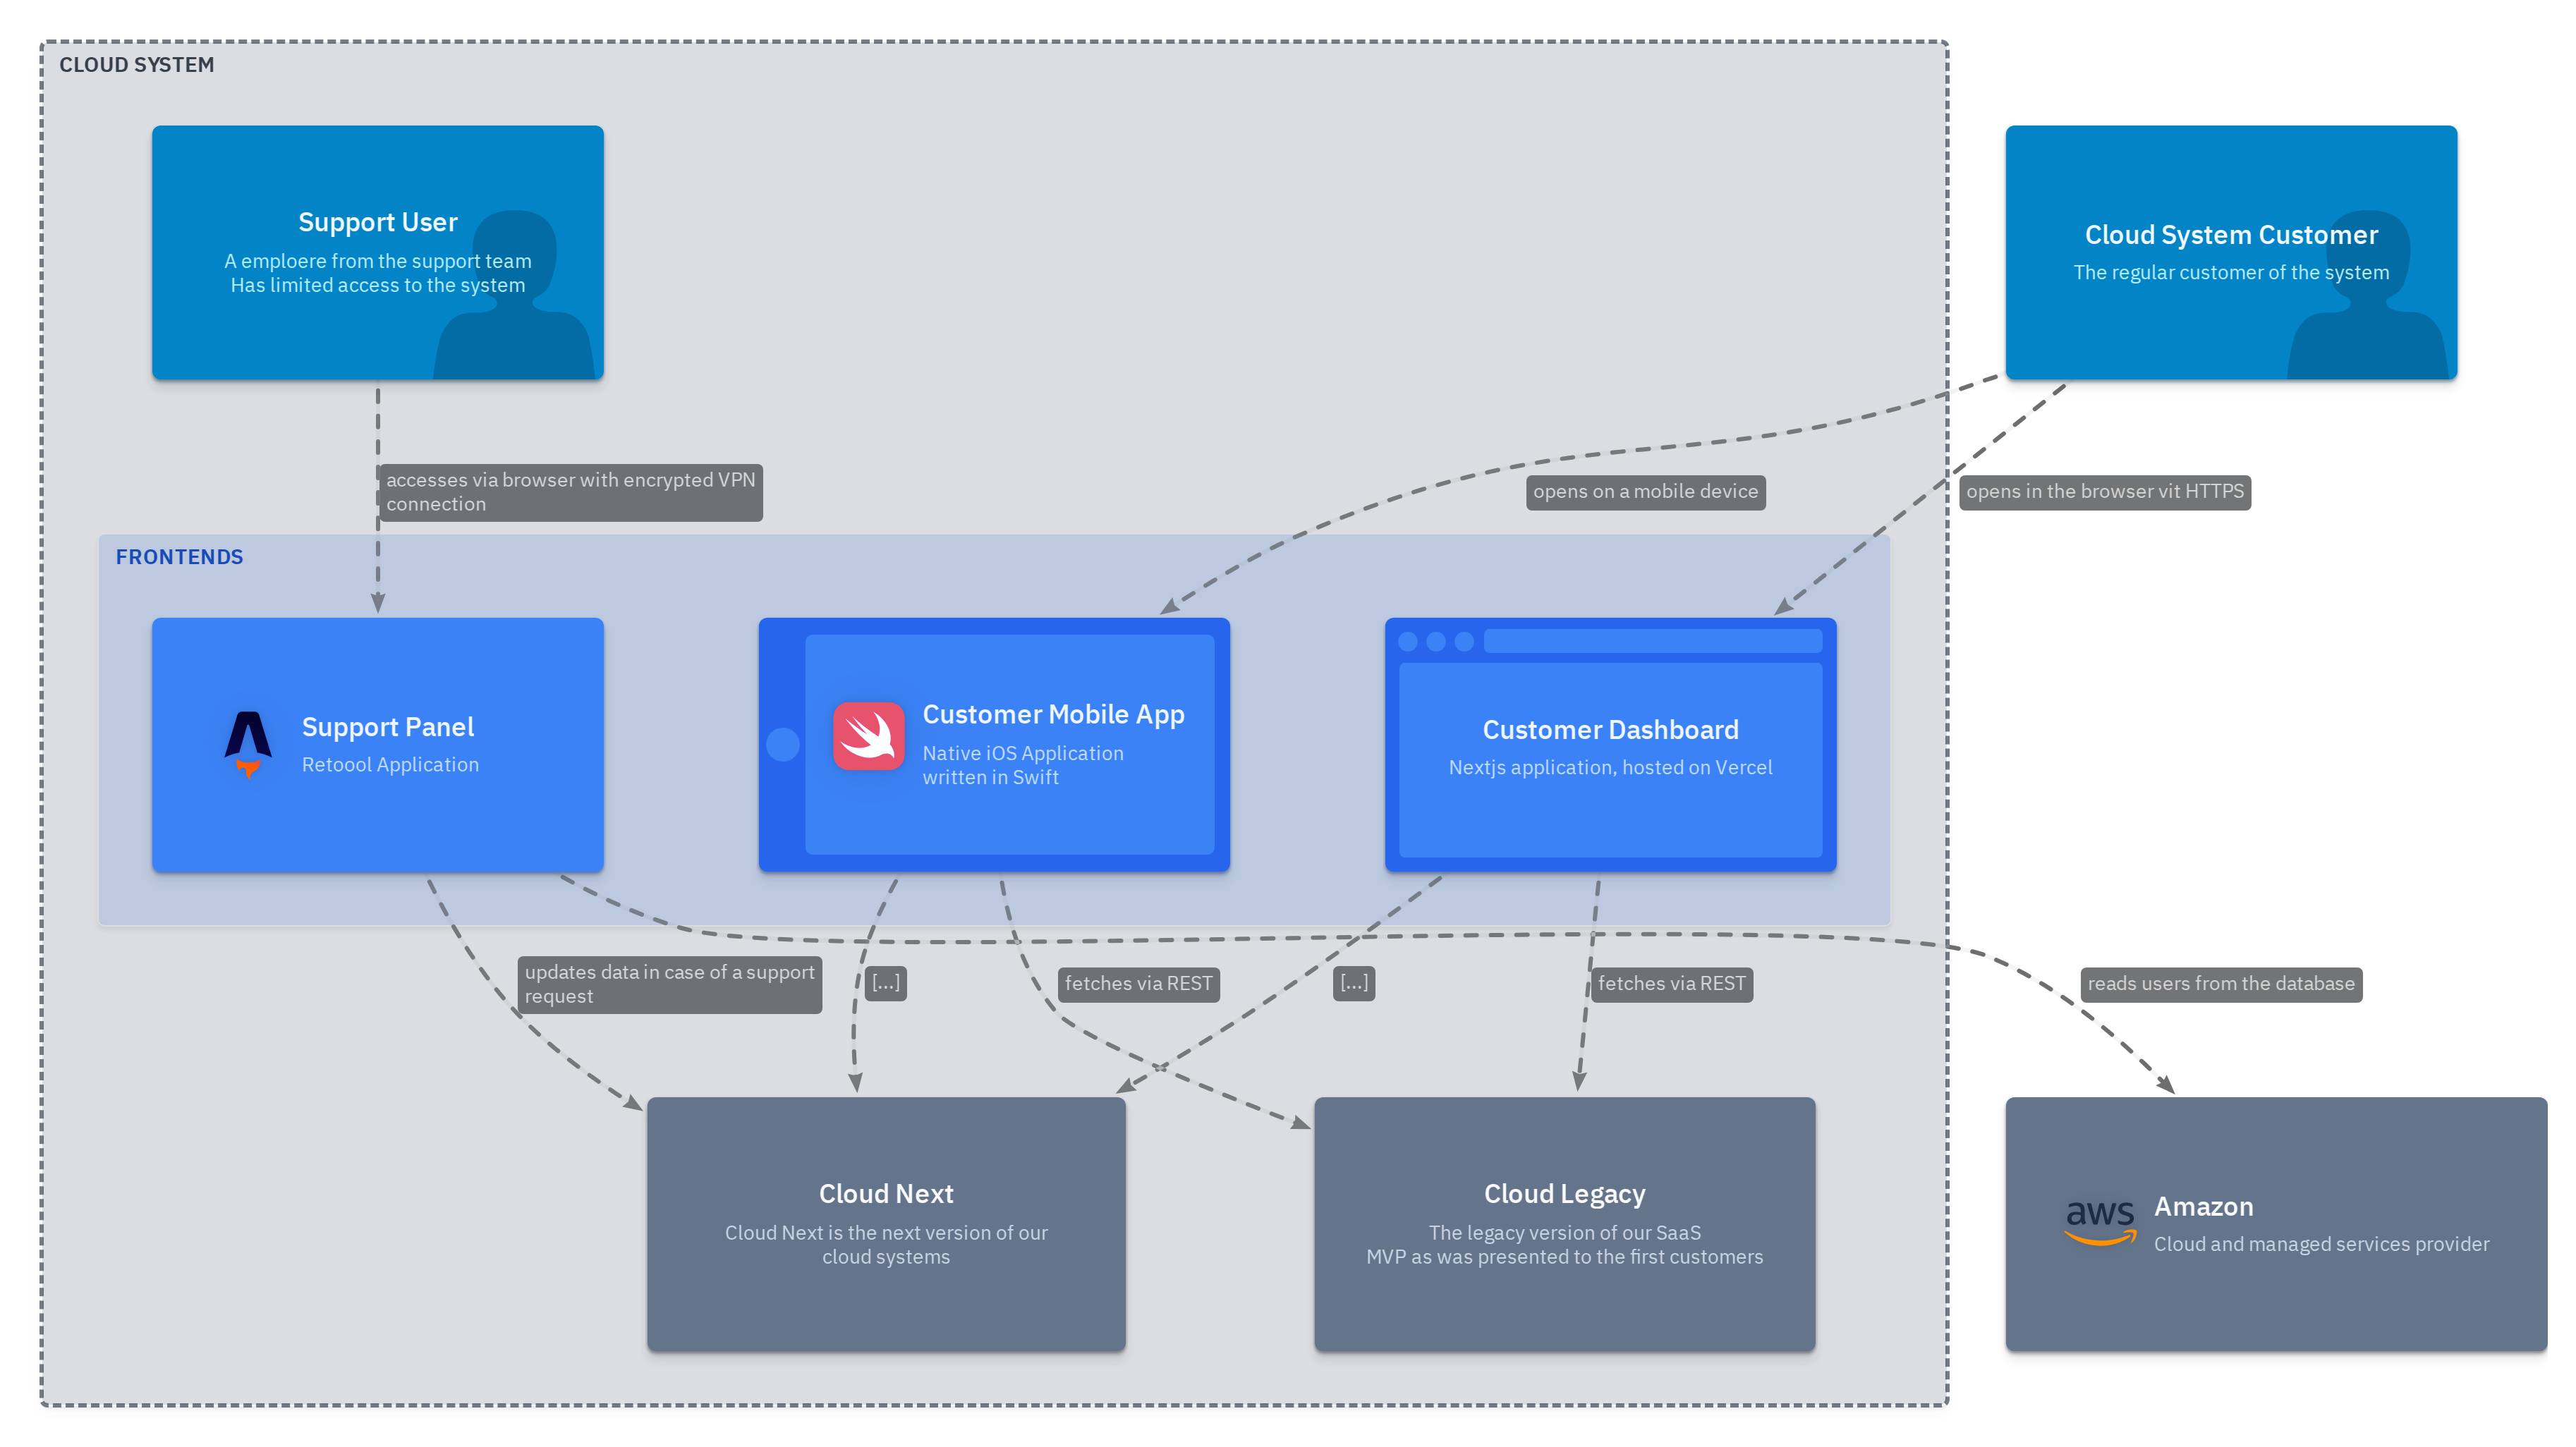 CLOUD SYSTEM
Support User
A emploere from the support team
Has limited access to the system
Cloud System Customer
The regular customer of the system
accesses via browser with encrypted VPN
connection
opens on a mobile device
opens in the browser vit HTTPS
FRONTENDS
Support Panel
Retoool Application
Customer Mobile App
Native iOS Application
written in Swift
Customer Dashboard
Nextjs application, hosted on Vercel
updates data in case of a support
request
[...]
fetches via REST
[...]
fetches via REST
reads users from the database
Cloud Next
Cloud Next is the next version of our
cloud systems
Cloud Legacy
The legacy version of our SaaS
MVP as was presented to the first customers
aws
Amazon
Cloud and managed services provider